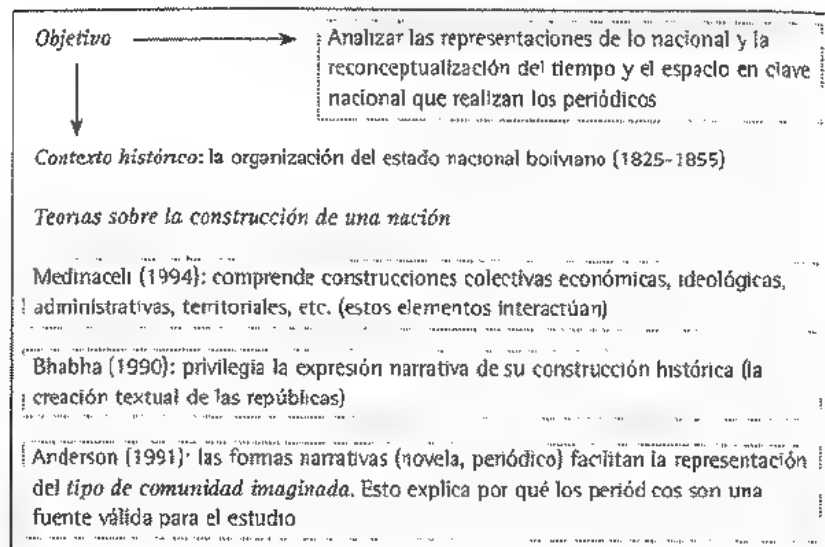 Objetivo
Analizar las representaciones de lo nacional y la
reconceptualización del tiempo y el espacio en clave
nacional que realizan los periódicos
Contexto histórico: la organización del estado nacional boliviano (1825-1855)
Teorías sobre la construcción de una nación
Medinaceli (1994): comprende construcciones colectivas económicas, ideológicas,
administrativas, territoriales, etc. (estos elementos interactúan)
Bhabha (1990): privilegia la expresión narrativa de su construcción histórica (la
creación textual de las repúblicas)
Anderson (1991): las formas narrativas (novela, periódico) facilitan la representación
del tipo de comunidad imaginada. Esto explica por qué los periódicos son una
fuente válida para el estudio